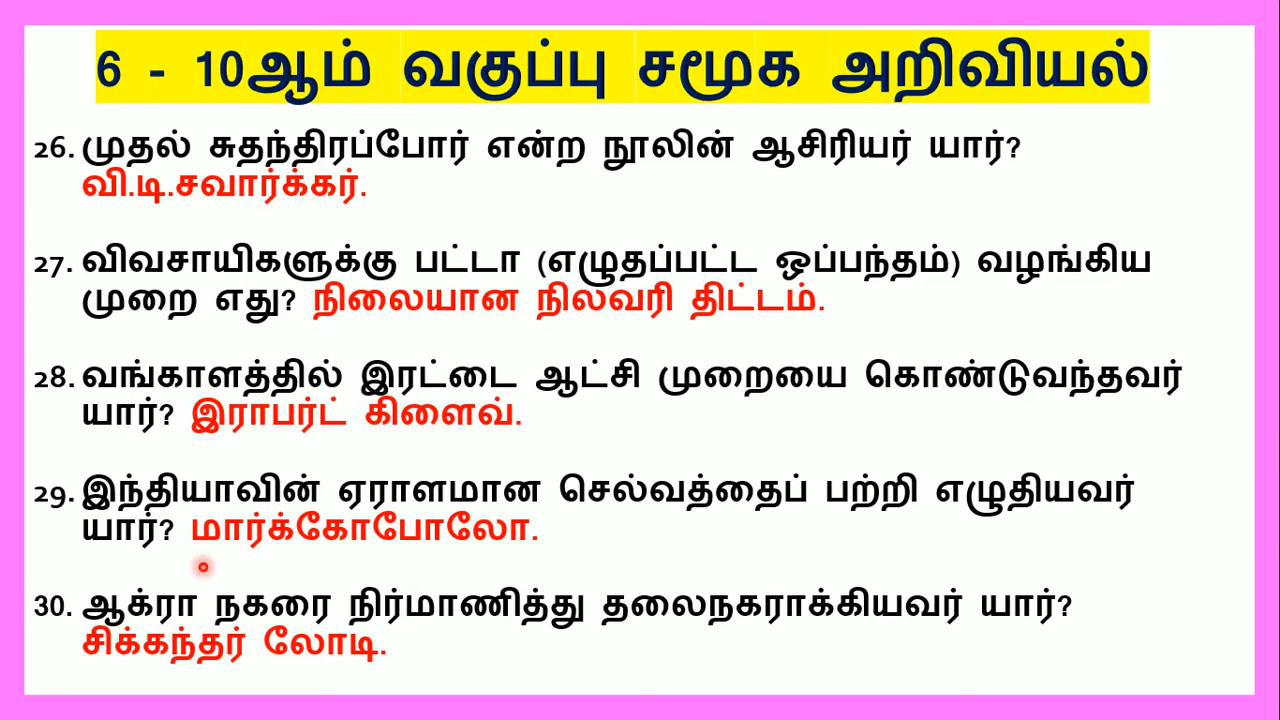 6 - 10ஆம் வகுப்பு சமூக அறிவியல்
26. முதல் சுதந்திரப்போர் என்ற நூலின் ஆசிரியர் யார்?
வி.டி.சவார்க்கர்.
27. விவசாயிகளுக்கு பட்டா (எழுதப்பட்ட ஒப்பந்தம்) வழங்கிய
முறை எது? நிலையான நிலவரி திட்டம்.
28. வங்காளத்தில் இரட்டை ஆட்சி முறையை கொண்டுவந்தவர்
யார்? இராபர்ட் கிளைவ்.
29. இந்தியாவின் ஏராளமான செல்வத்தைப் பற்றி எழுதியவர்
யார்? மார்க்கோபோலோ.
30. ஆக்ரா நகரை நிர்மாணித்து தலைநகராக்கியவர் யார்?
சிக்கந்தர் லோடி.